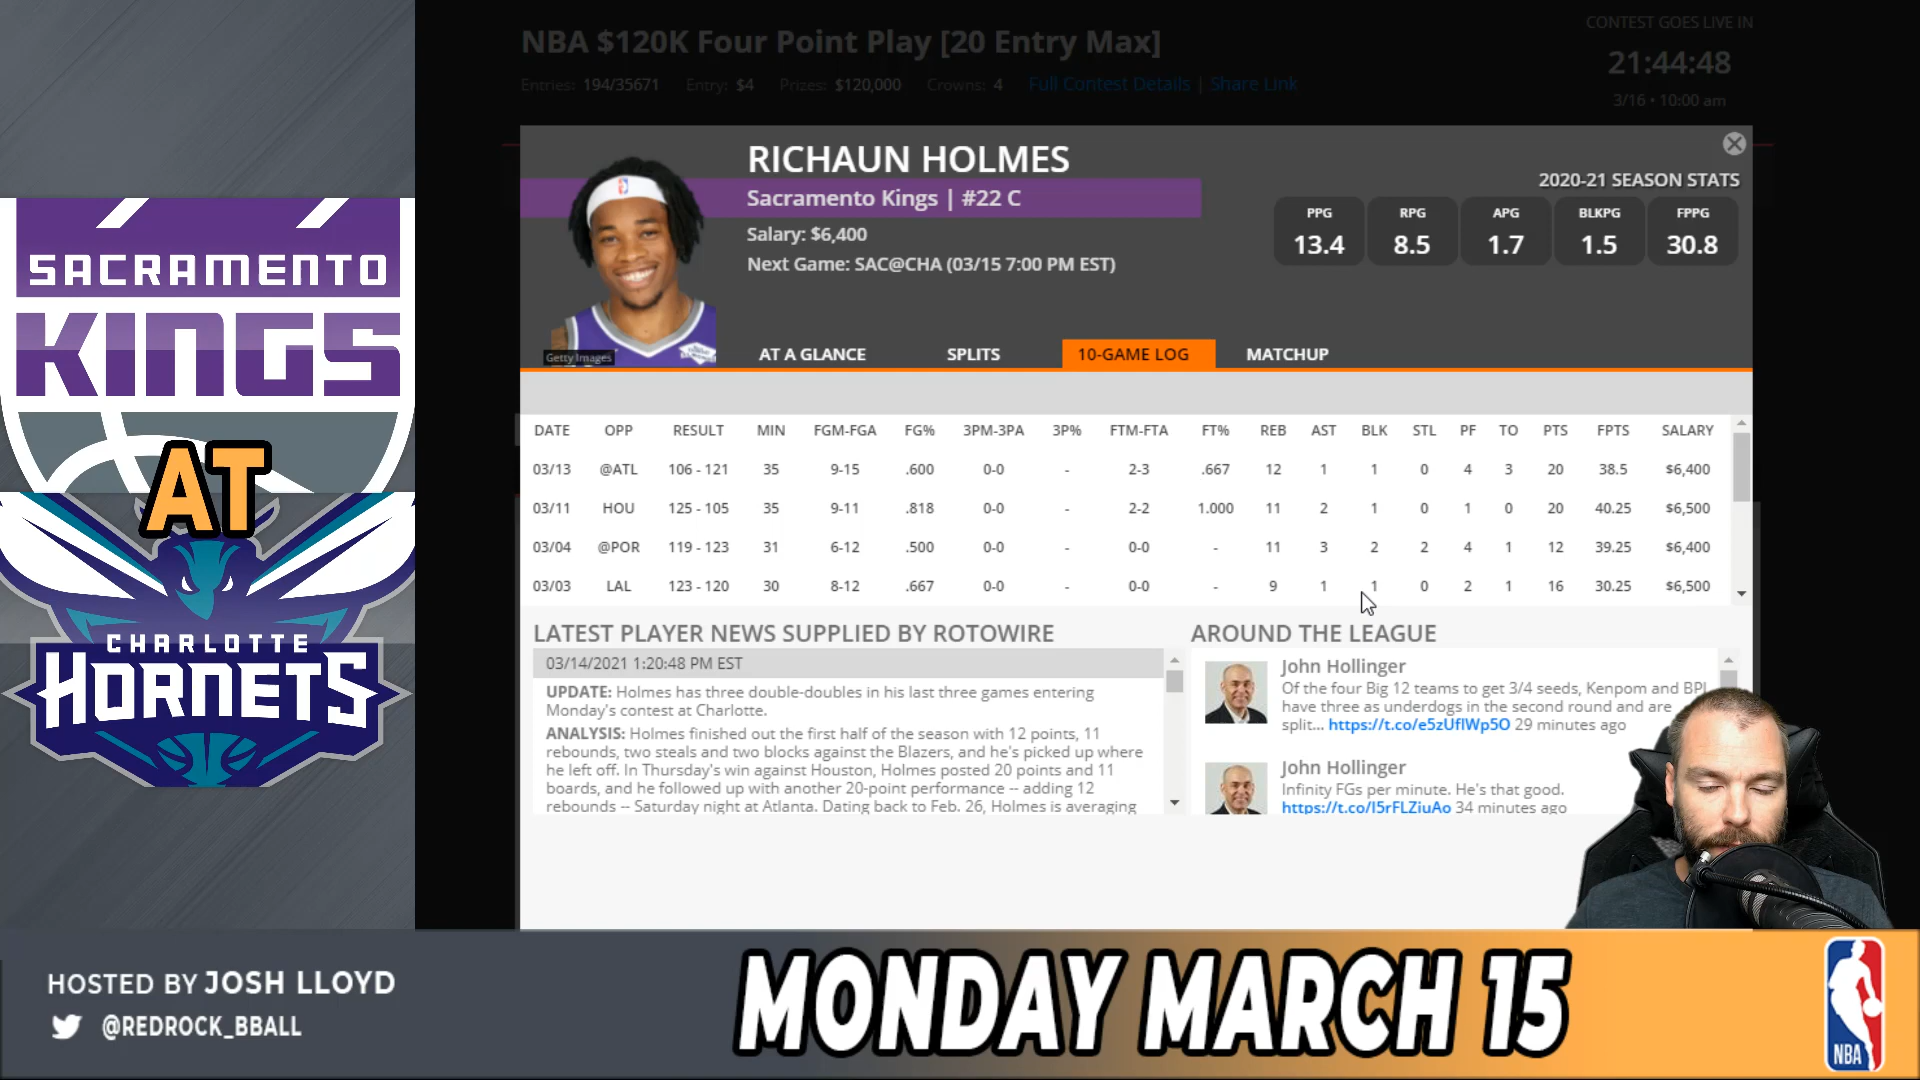 NBA $120K Four Point Play [20 Entry Max]
Entries: 194/35671 Entry: $4 Prizes: $120,000 Crowns: 4 Full Contest Details | Share Link
CONTEST GOES LIVE IN
21:44:48
3/16 • 10:00 am
SACRAMENTO
KINGS
AT
CHARLOTTE
HORNETS
RICHAUN HOLMES
Sacramento Kings | #22 C
Salary: $6,400
Next Game: SAC@CHA (03/15 7:00 PM EST)
Getty Images
2020-21 SEASON STATS
PPG RPG APG BLKPG FPPG
13.4 8.5 1.7 1.5 30.8
AT A GLANCE SPLITS 10-GAME LOG MATCHUP
DATE OPP RESULT MIN FGM-FGA FG% 3PM-3PA 3P% FTM-FTA FT% REB AST BLK STL PF TO PTS FPTS SALARY
03/13 @ATL 106 - 121 35 9-15 .600 0-0 - 2-3 .667 12 1 1 0 4 3 20 38.5 $6,400
03/11 HOU 125 - 105 35 9-11 .818 0-0 - 2-2 1.000 11 2 1 0 1 0 20 40.25 $6,500
03/04 @POR 119 - 123 31 6-12 .500 0-0 - 0-0 - 11 3 2 2 4 1 12 39.25 $6,400
03/03 LAL 123 - 120 30 8-12 .667 0-0 - 0-0 - 9 1 1 0 2 1 16 30.25 $6,500
LATEST PLAYER NEWS SUPPLIED BY ROTOWIRE
03/14/2021 1:20:48 PM EST
UPDATE: Holmes has three double-doubles in his last three games entering
Monday's contest at Charlotte.
ANALYSIS: Holmes finished out the first half of the season with 12 points, 11
rebounds, two steals and two blocks against the Blazers, and he's picked up where
he left off. In Thursday's win against Houston, Holmes posted 20 points and 11
boards, and he followed up with another 20-point performance -- adding 12
rebounds -- Saturday night at Atlanta. Dating back to Feb. 26, Holmes is averaging
AROUND THE LEAGUE
John Hollinger
Of the four Big 12 teams to get 3/4 seeds, Kenpom and BPI
have three as underdogs in the second round and are
split... https://t.co/e5zUflWp5O 29 minutes ago
John Hollinger
Infinity FGs per minute. He's that good.
https://t.co/I5rFLZiuAo 34 minutes ago
HOSTED BY JOSH LLOYD
@REDROCK_BBALL
MONDAY MARCH 15
NBA